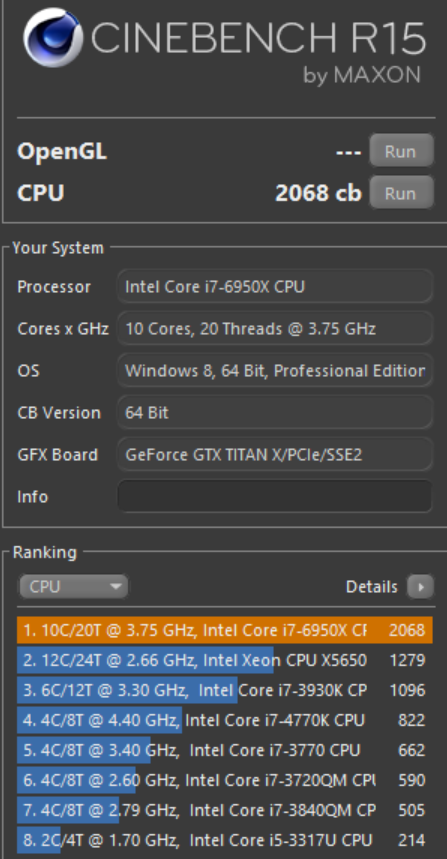 CINEBENCH R15
by MAXON
OpenGL --- Run
CPU 2068 cb Run
Your System
Processor Intel Core i7-6950X CPU
Cores x GHz 10 Cores, 20 Threads @ 3.75 GHz
OS Windows 8, 64 Bit, Professional Edition
CB Version 64 Bit
GFX Board GeForce GTX TITAN X/PCIe/SSE2
Info
Ranking
CPU Details
1. 10C/20T @ 3.75 GHz, Intel Core i7-6950X CP 2068
2. 12C/24T @ 2.66 GHz, Intel Xeon CPU X5650 1279
3. 6C/12T @ 3.30 GHz, Intel Core i7-3930K CP 1096
4. 4C/8T @ 4.40 GHz, Intel Core i7-4770K CPU 822
5. 4C/8T @ 3.40 GHz, Intel Core i7-3770 CPU 662
6. 4C/8T @ 2.60 GHz, Intel Core i7-3720QM CPU 590
7. 4C/8T @ 2.79 GHz, Intel Core i7-3840QM CP 505
8. 2C/4T @ 1.70 GHz, Intel Core i5-3317U CPU 214